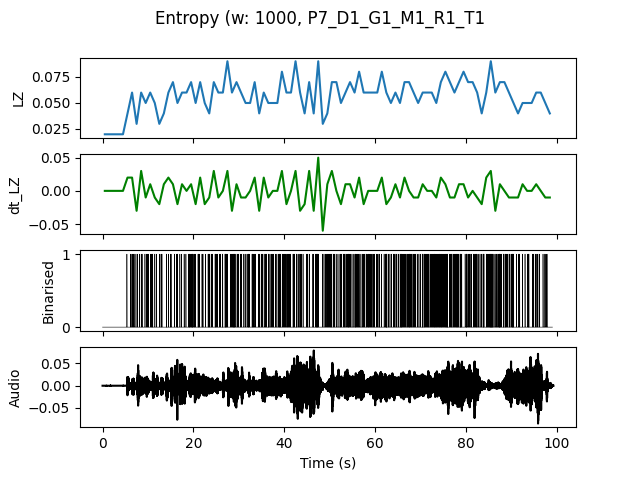 Entropy (w: 1000, P7_D1_G1_M1_R1_T1
LZ
0.075
0.050
0.025
dt_LZ
0.05
0.00
−0.05
Binarised
1
0
Audio
0.05
0.00
−0.05
0 20 40 60 80 100
Time (s)